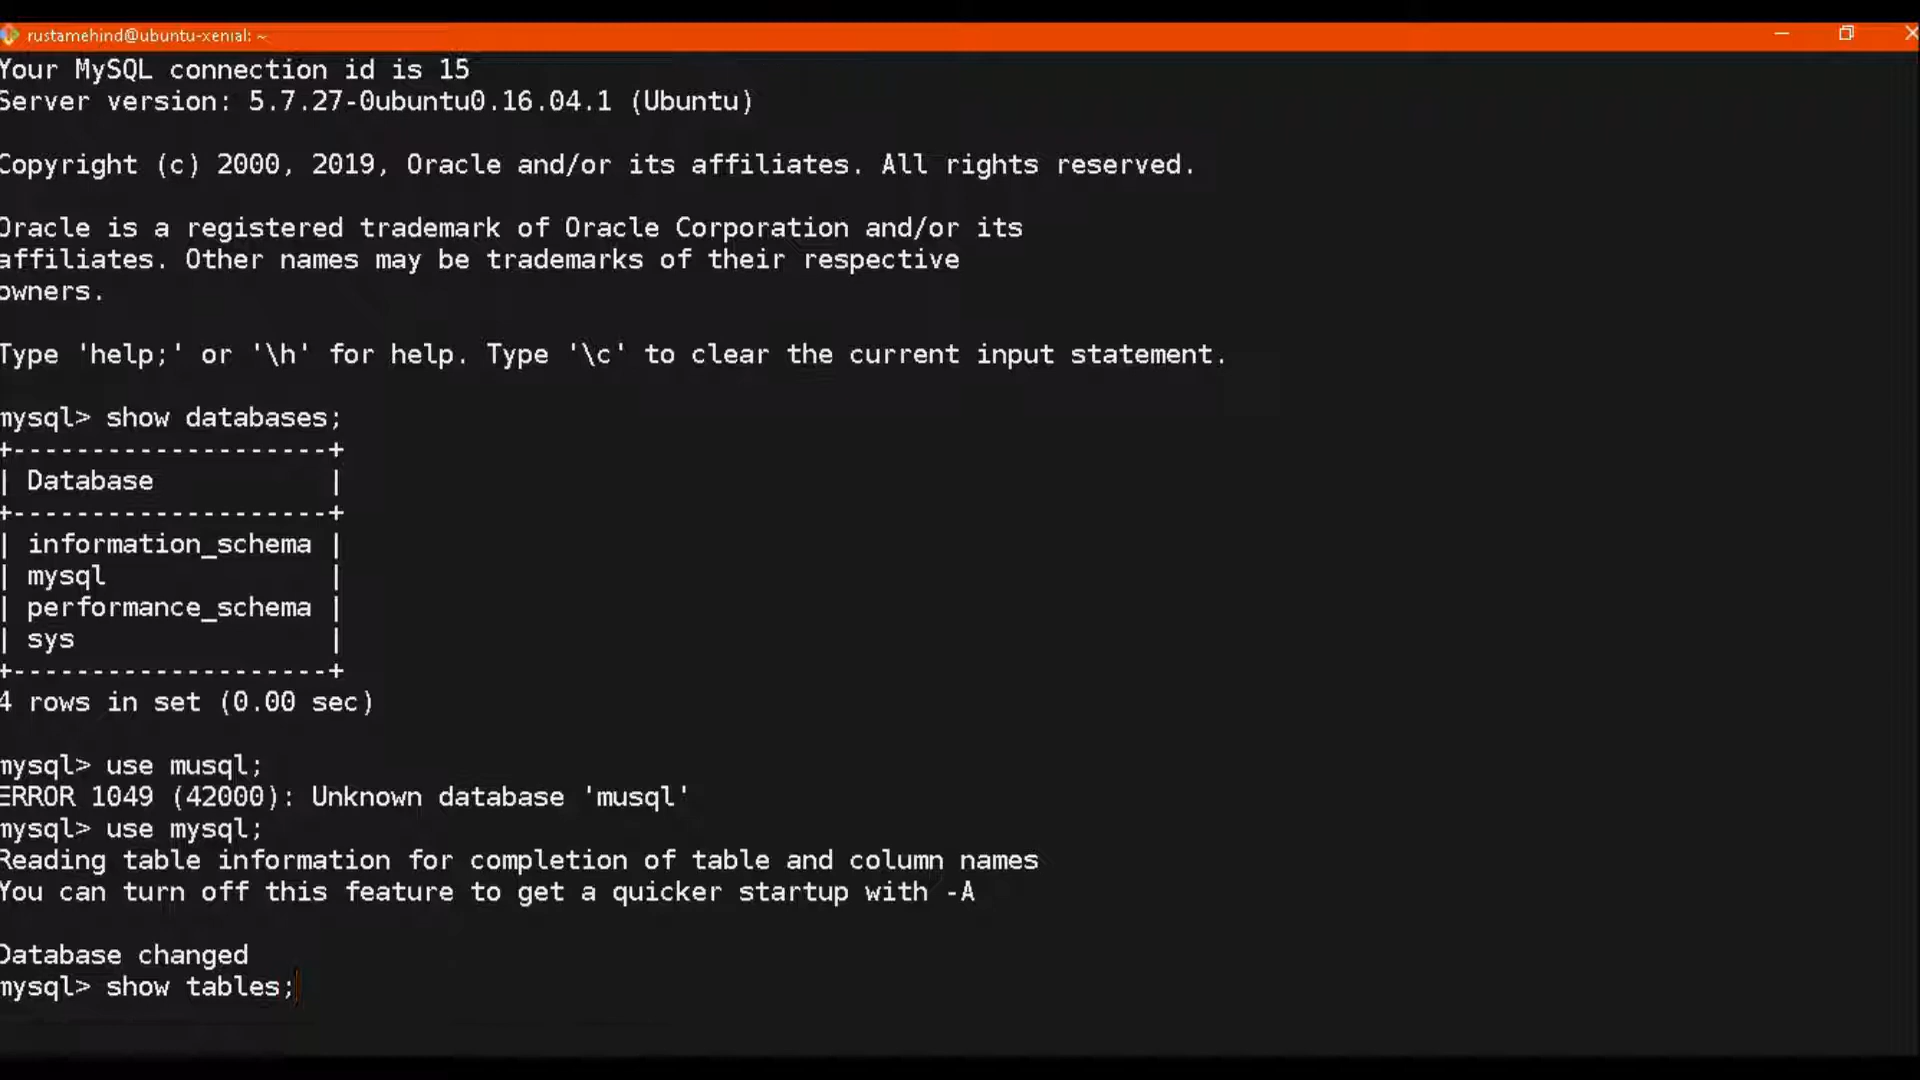 rustamehind@ubuntu-xenial: ~
Your MySQL connection id is 15
Server version: 5.7.27-0ubuntu0.16.04.1 (Ubuntu)
Copyright (c) 2000, 2019, Oracle and/or its affiliates. All rights reserved.
Oracle is a registered trademark of Oracle Corporation and/or its
affiliates. Other names may be trademarks of their respective
owners.
Type 'help;' or '\h' for help. Type '\c' to clear the current input statement.
mysql> show databases;
+--------------------+
| Database           |
+--------------------+
| information_schema |
| mysql              |
| performance_schema |
| sys                |
+--------------------+
4 rows in set (0.00 sec)
mysql> use musql;
ERROR 1049 (42000): Unknown database 'musql'
mysql> use mysql;
Reading table information for completion of table and column names
You can turn off this feature to get a quicker startup with -A
Database changed
mysql> show tables;